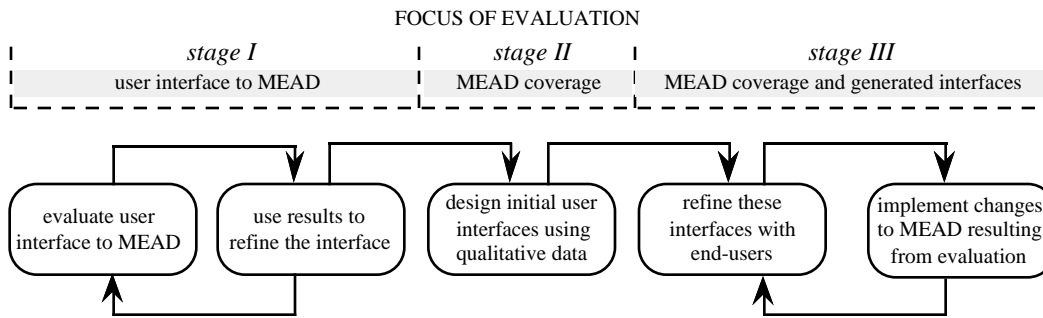 FOCUS OF EVALUATION
stage I
stage II
stage III
user interface to MEAD
MEAD coverage
MEAD coverage and generated interfaces
evaluate user
interface to MEAD
use results to
refine the interface
design initial user
interfaces using
qualitative data
refine these
interfaces with
end-users
implement changes
to MEAD resulting
from evaluation